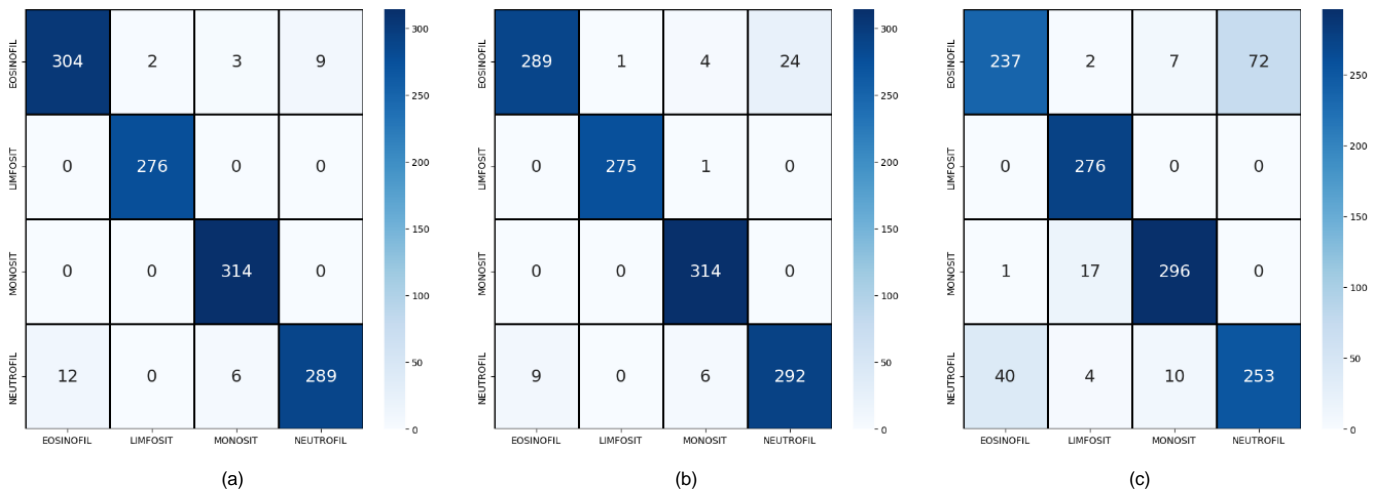 EOSINOFIL 304 2 3 9
LIMFOSIT 0 276 0 0
MONOSIT 0 0 314 0
NEUTROFIL 12 0 6 289
EOSINOFIL LIMFOSIT MONOSIT NEUTROFIL
300
250
200
150
100
50
0
(a)
EOSINOFIL 289 1 4 24
LIMFOSIT 0 275 1 0
MONOSIT 0 0 314 0
NEUTROFIL 9 0 6 292
EOSINOFIL LIMFOSIT MONOSIT NEUTROFIL
300
250
200
150
100
50
0
(b)
EOSINOFIL 237 2 7 72
LIMFOSIT 0 276 0 0
MONOSIT 1 17 296 0
NEUTROFIL 40 4 10 253
EOSINOFIL LIMFOSIT MONOSIT NEUTROFIL
250
200
150
100
50
0
(c)